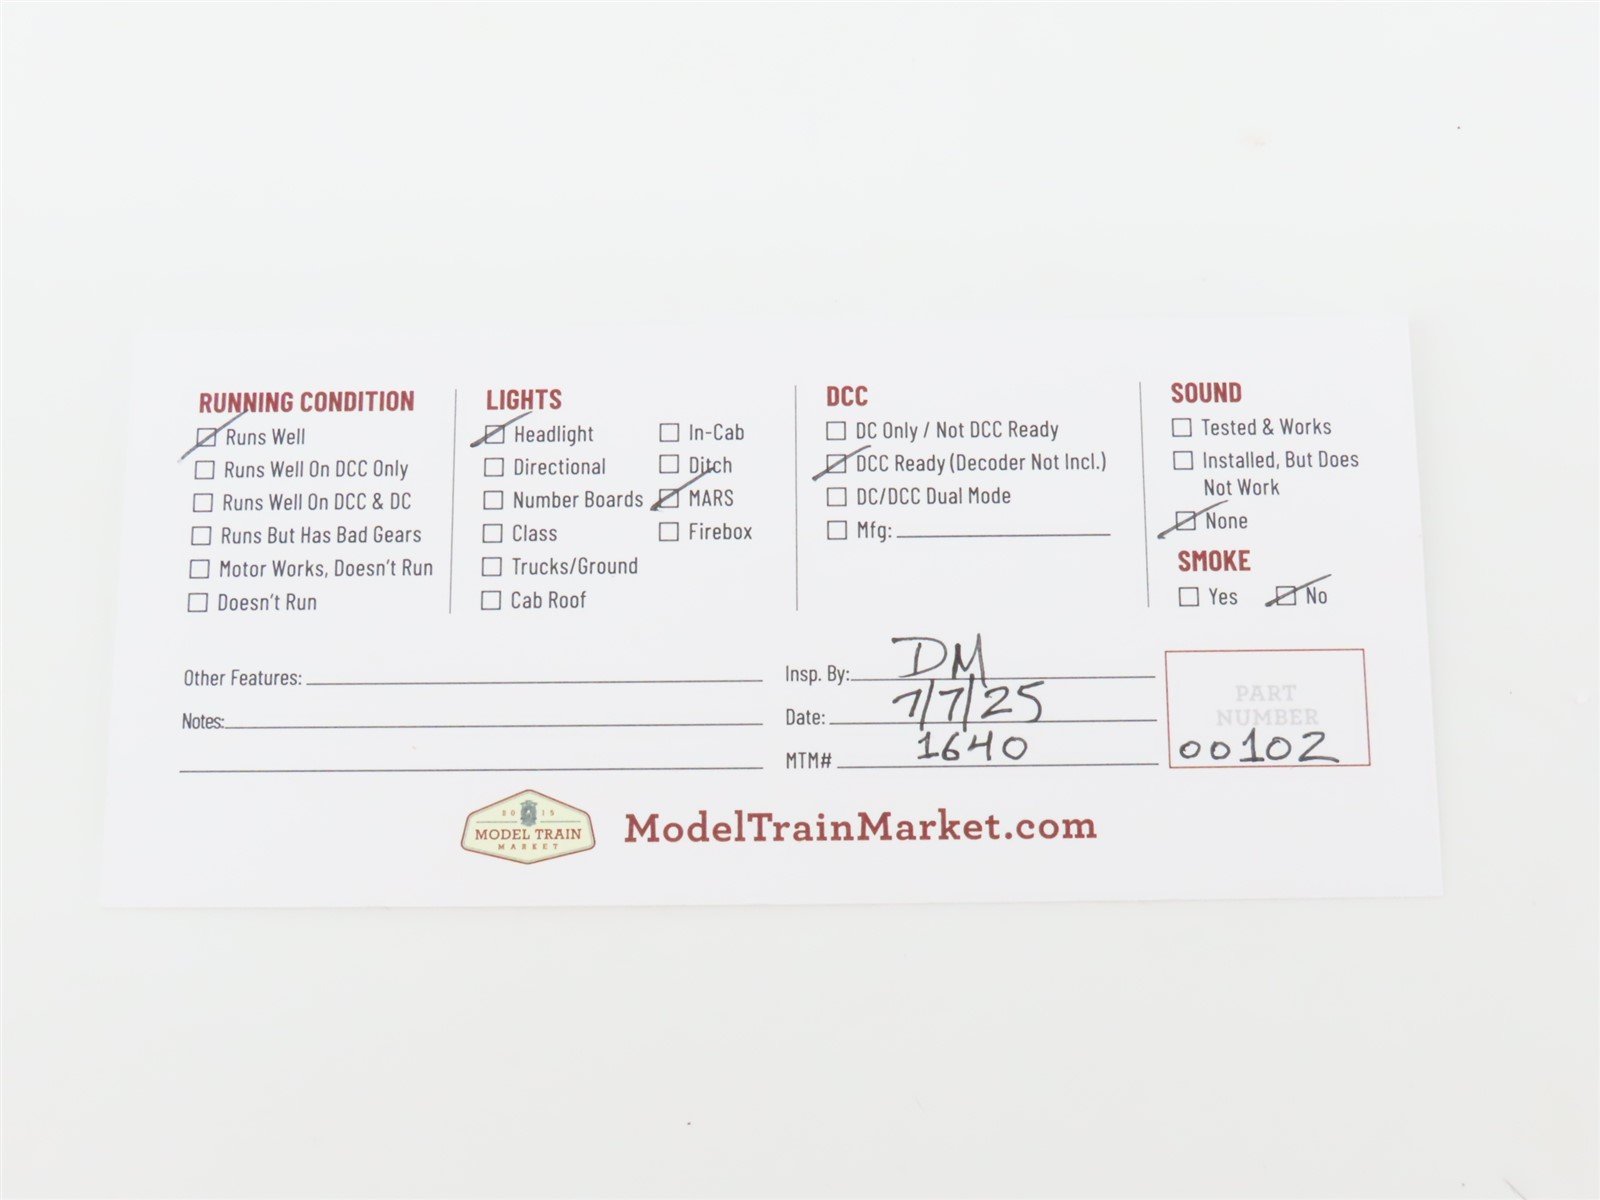 RUNNING CONDITION
Runs Well
Runs Well On DCC Only
Runs Well On DCC & DC
Runs But Has Bad Gears
Motor Works, Doesn't Run
Doesn't Run
LIGHTS
Headlight
Directional
Number Boards
Class
Trucks/Ground
Cab Roof
In-Cab
Ditch
MARS
Firebox
DCC
DC Only / Not DCC Ready
DCC Ready (Decoder Not Incl.)
DC/DCC Dual Mode
Mfg:
SOUND
Tested & Works
Installed, But Does
Not Work
None
SMOKE
Yes No
Other Features:
Notes:
Insp. By: DM
Date: 7/7/25
MTM# 1640
PART
NUMBER
00102
2015
MODEL TRAIN
MARKET
ModelTrainMarket.com